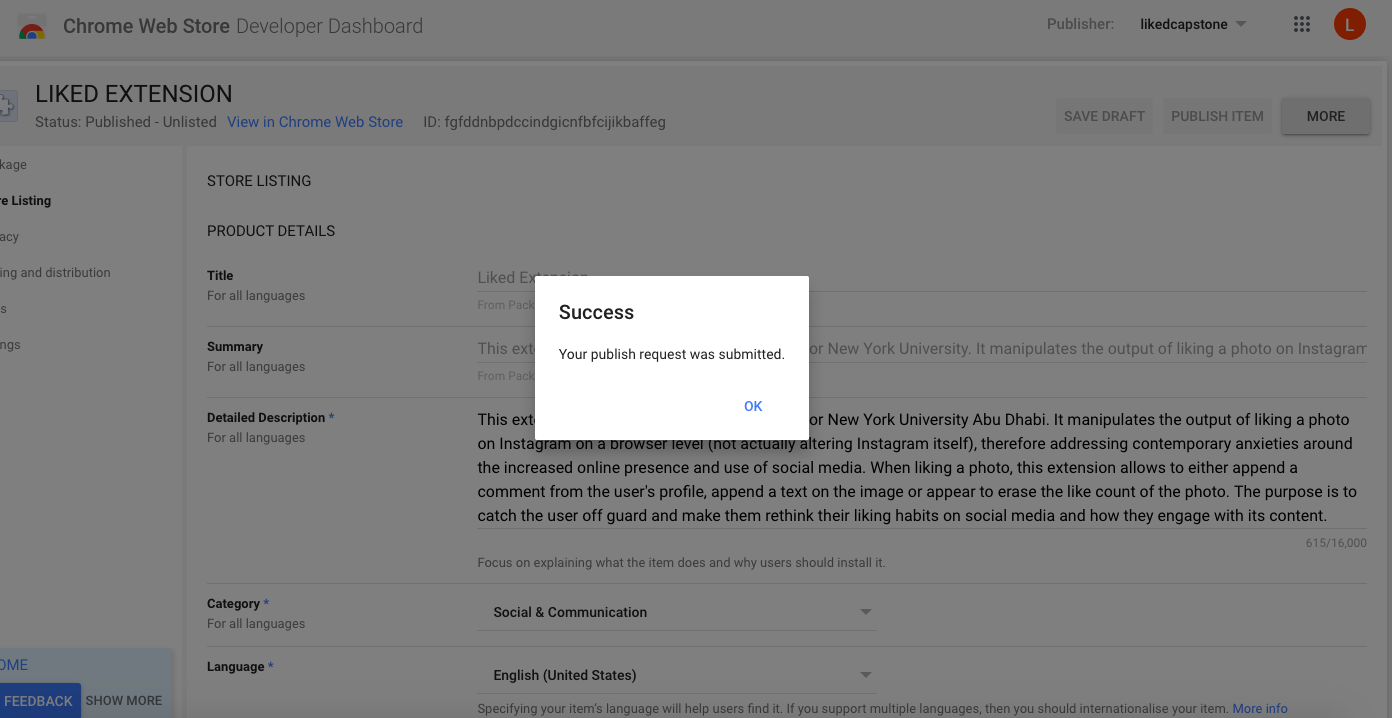 Chrome Web Store Developer Dashboard
Publisher: likedcapstone
L
LIKED EXTENSION
Status: Published - Unlisted View in Chrome Web Store ID: fgfddnbpdccindgicnfbfcijikbaffeg
SAVE DRAFT PUBLISH ITEM MORE
kage
e Listing
acy
ing and distribution
s
ngs
STORE LISTING
PRODUCT DETAILS
Title
For all languages
Liked Extension
From Pack
Summary
For all languages
This exte or New York University. It manipulates the output of liking a photo on Instagram
From Pack
Detailed Description *
For all languages
This exte or New York University Abu Dhabi. It manipulates the output of liking a photo
on Instagram on a browser level (not actually altering Instagram itself), therefore addressing contemporary anxieties around
the increased online presence and use of social media. When liking a photo, this extension allows to either append a
comment from the user's profile, append a text on the image or appear to erase the like count of the photo. The purpose is to
catch the user off guard and make them rethink their liking habits on social media and how they engage with its content.
615/16,000
Focus on explaining what the item does and why users should install it.
Category *
For all languages
Social & Communication
Language *
English (United States)
Specifying your item's language will help users find it. If you support multiple languages, then you should internationalise your item. More info
Success
Your publish request was submitted.
OK
OME
FEEDBACK SHOW MORE